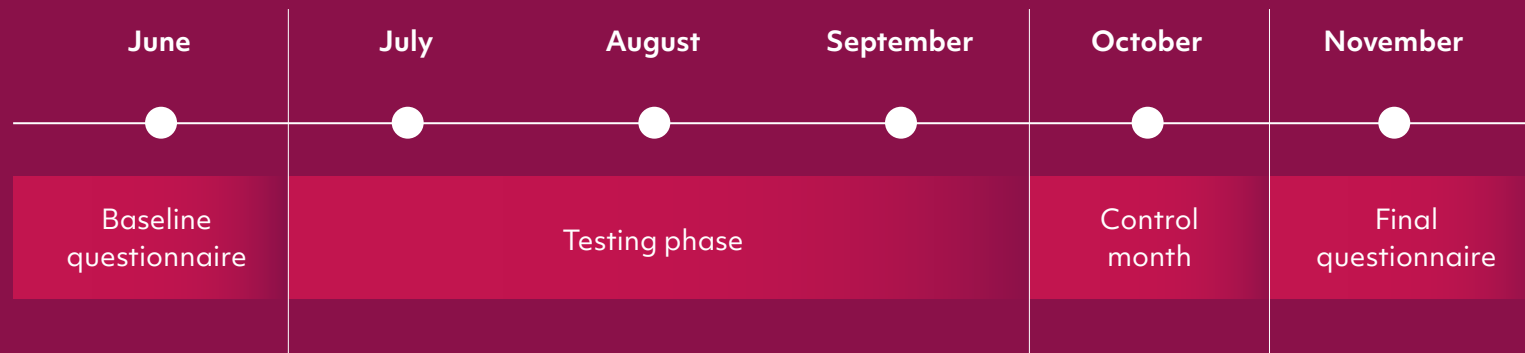 June
July
August
September
October
November
Baseline
questionnaire
Testing phase
Control
month
Final
questionnaire